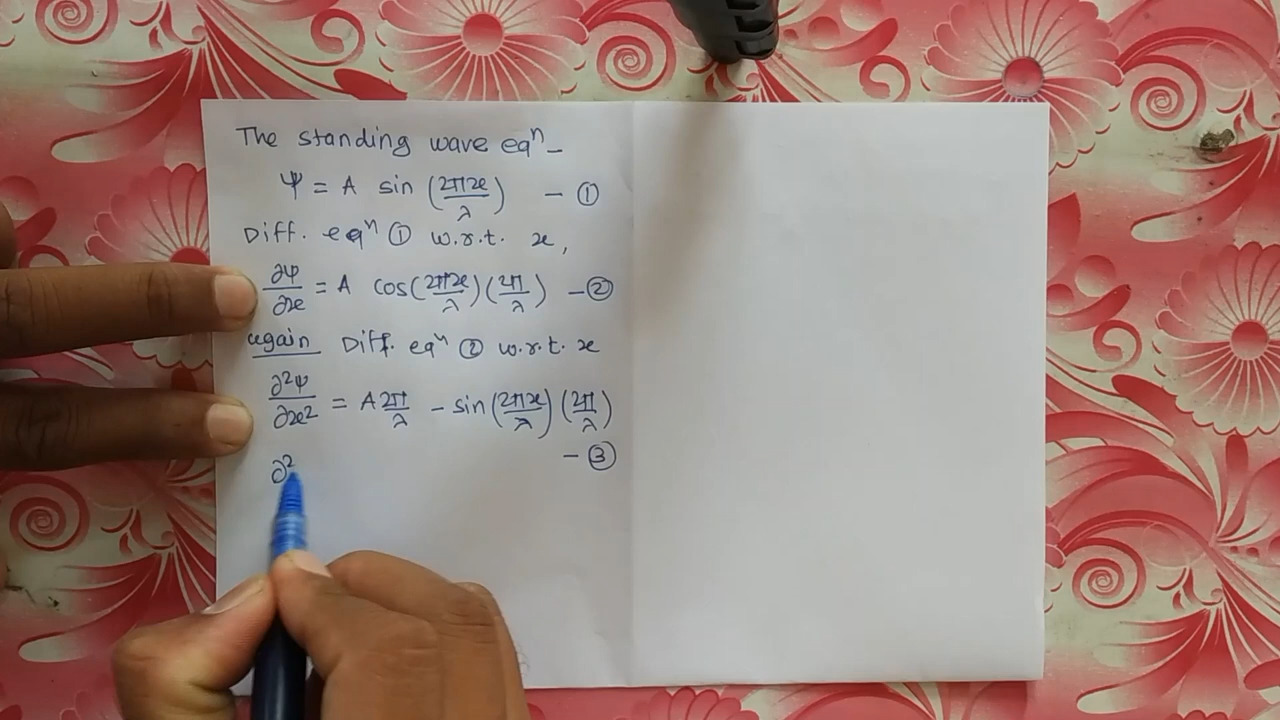 The standing wave eqⁿ –
Ψ = A sin (2πx/λ) – ①
Diff. eqⁿ ① w.r.t. x,
∂Ψ/∂x = A cos(2πx/λ)(2π/λ) – ②
again Diff. eqⁿ ② w.r.t. x
∂²Ψ/∂x² = A 2π/λ – sin(2πx/λ)(2π/λ)
– ③
∂²